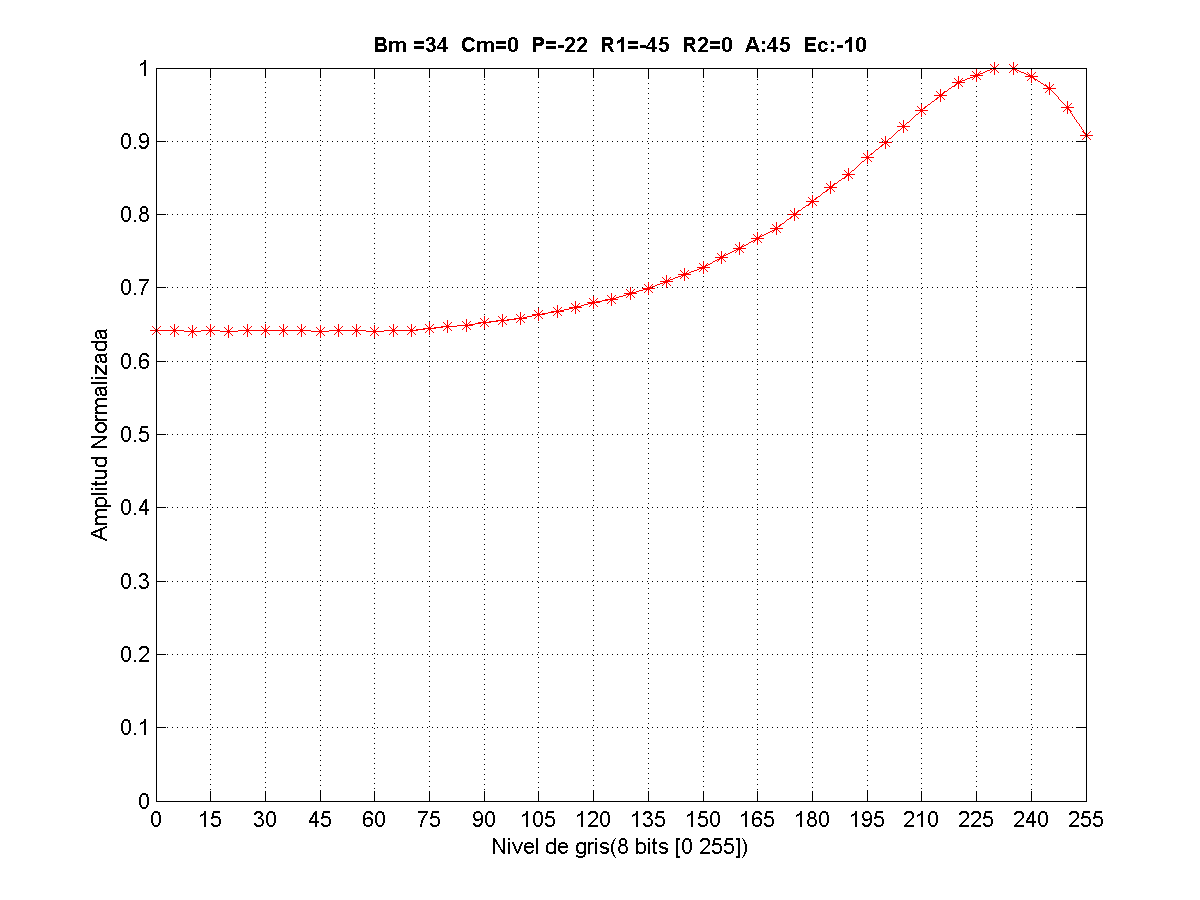 Bm =34 Cm=0 P=-22 R1=-45 R2=0 A:45 Ec:-10
1
0.9
0.8
0.7
0.6
0.5
0.4
0.3
0.2
0.1
0
Amplitud Normalizada
0 15 30 45 60 75 90 105 120 135 150 165 180 195 210 225 240 255
Nivel de gris(8 bits [0 255])